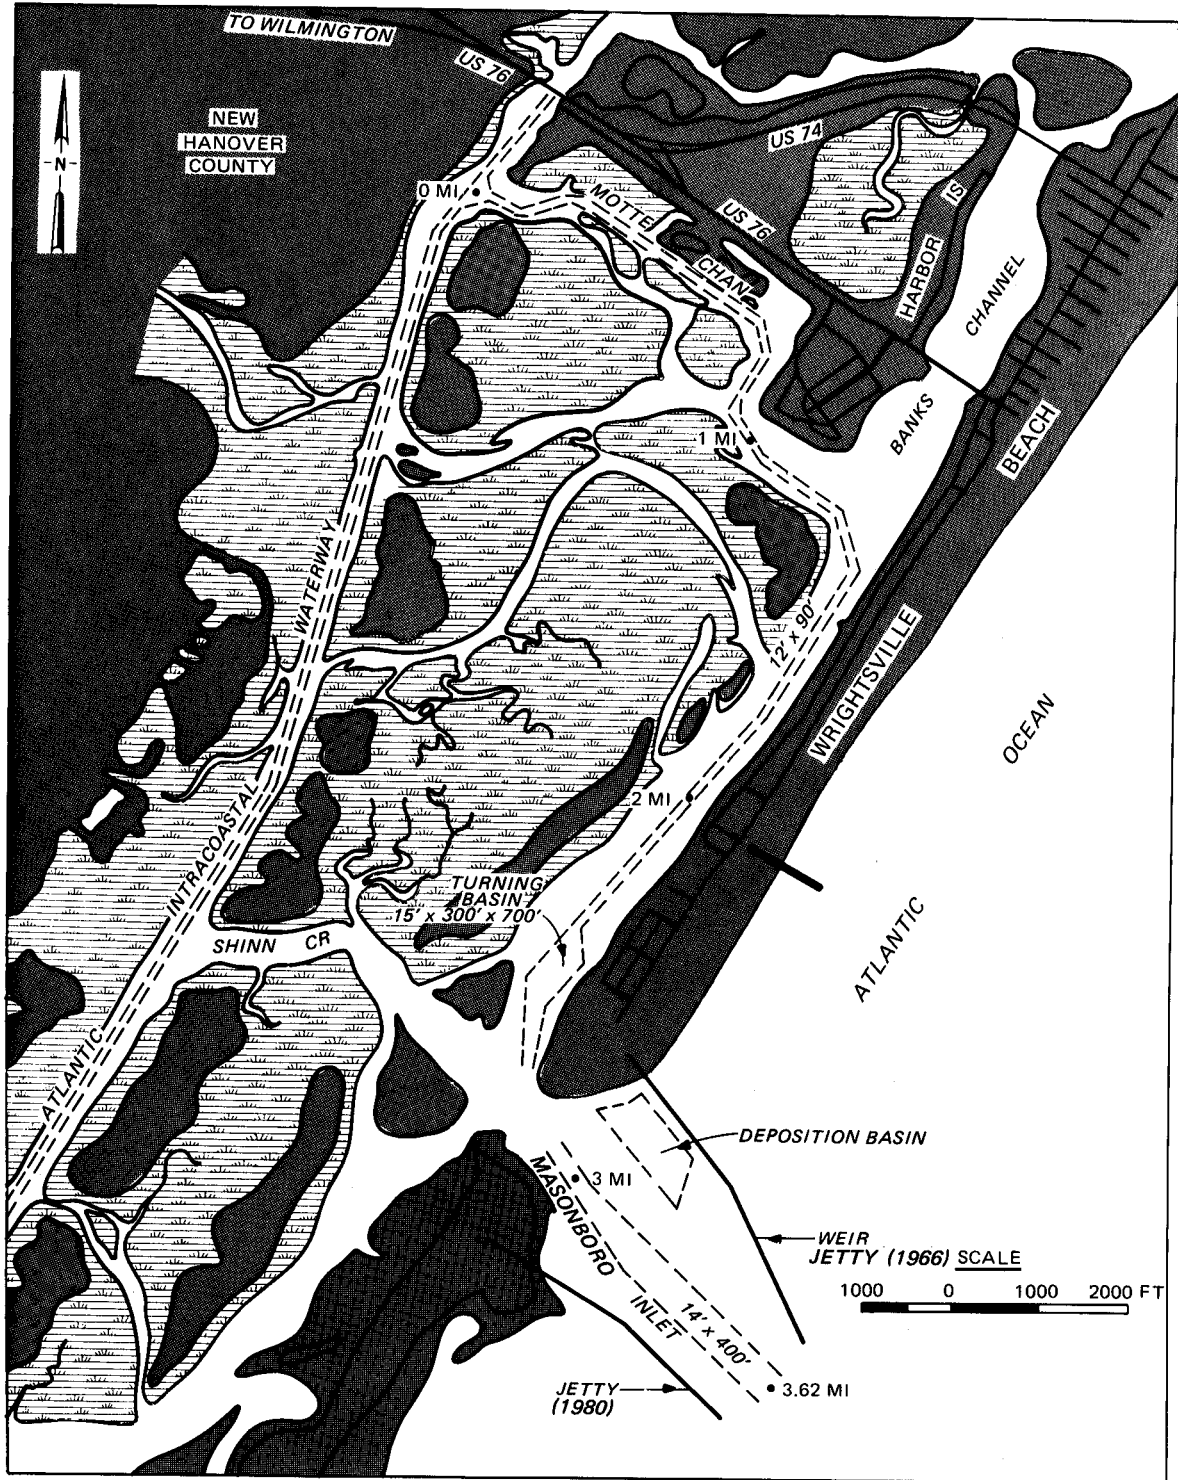 TO WILMINGTON
US 76
NEW
HANOVER
COUNTY
N
US 74
0 MI
MOTTE
CHAN
US 76
HARBOR
IS
CHANNEL
BANKS
1 MI
BEACH
WATERWAY
12' x 90'
WRIGHTSVILLE
OCEAN
2 MI
INTRACOASTAL
TURNING
BASIN
15' x 300' x 700'
SHINN CR
ATLANTIC
ATLANTIC
DEPOSITION BASIN
3 MI
MASONBORO
INLET
WEIR
JETTY (1966)
SCALE
1000 0 1000 2000 FT
14' x 400'
JETTY
(1980)
3.62 MI